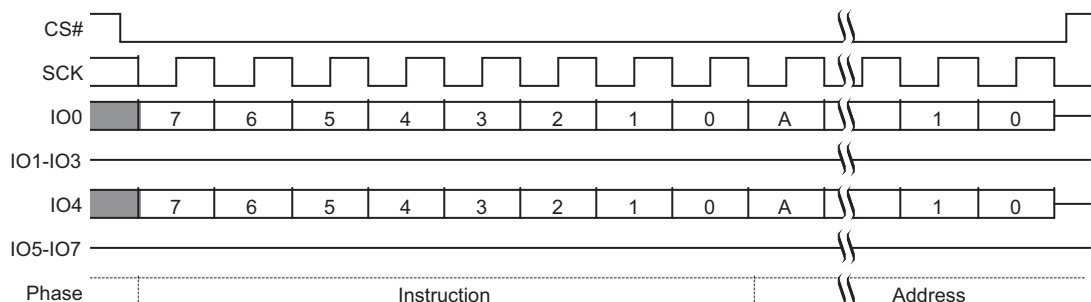 CS#
SCK
IO0 7 6 5 4 3 2 1 0 A 1 0
IO1-IO3
IO4 7 6 5 4 3 2 1 0 A 1 0
IO5-IO7
Phase Instruction Address